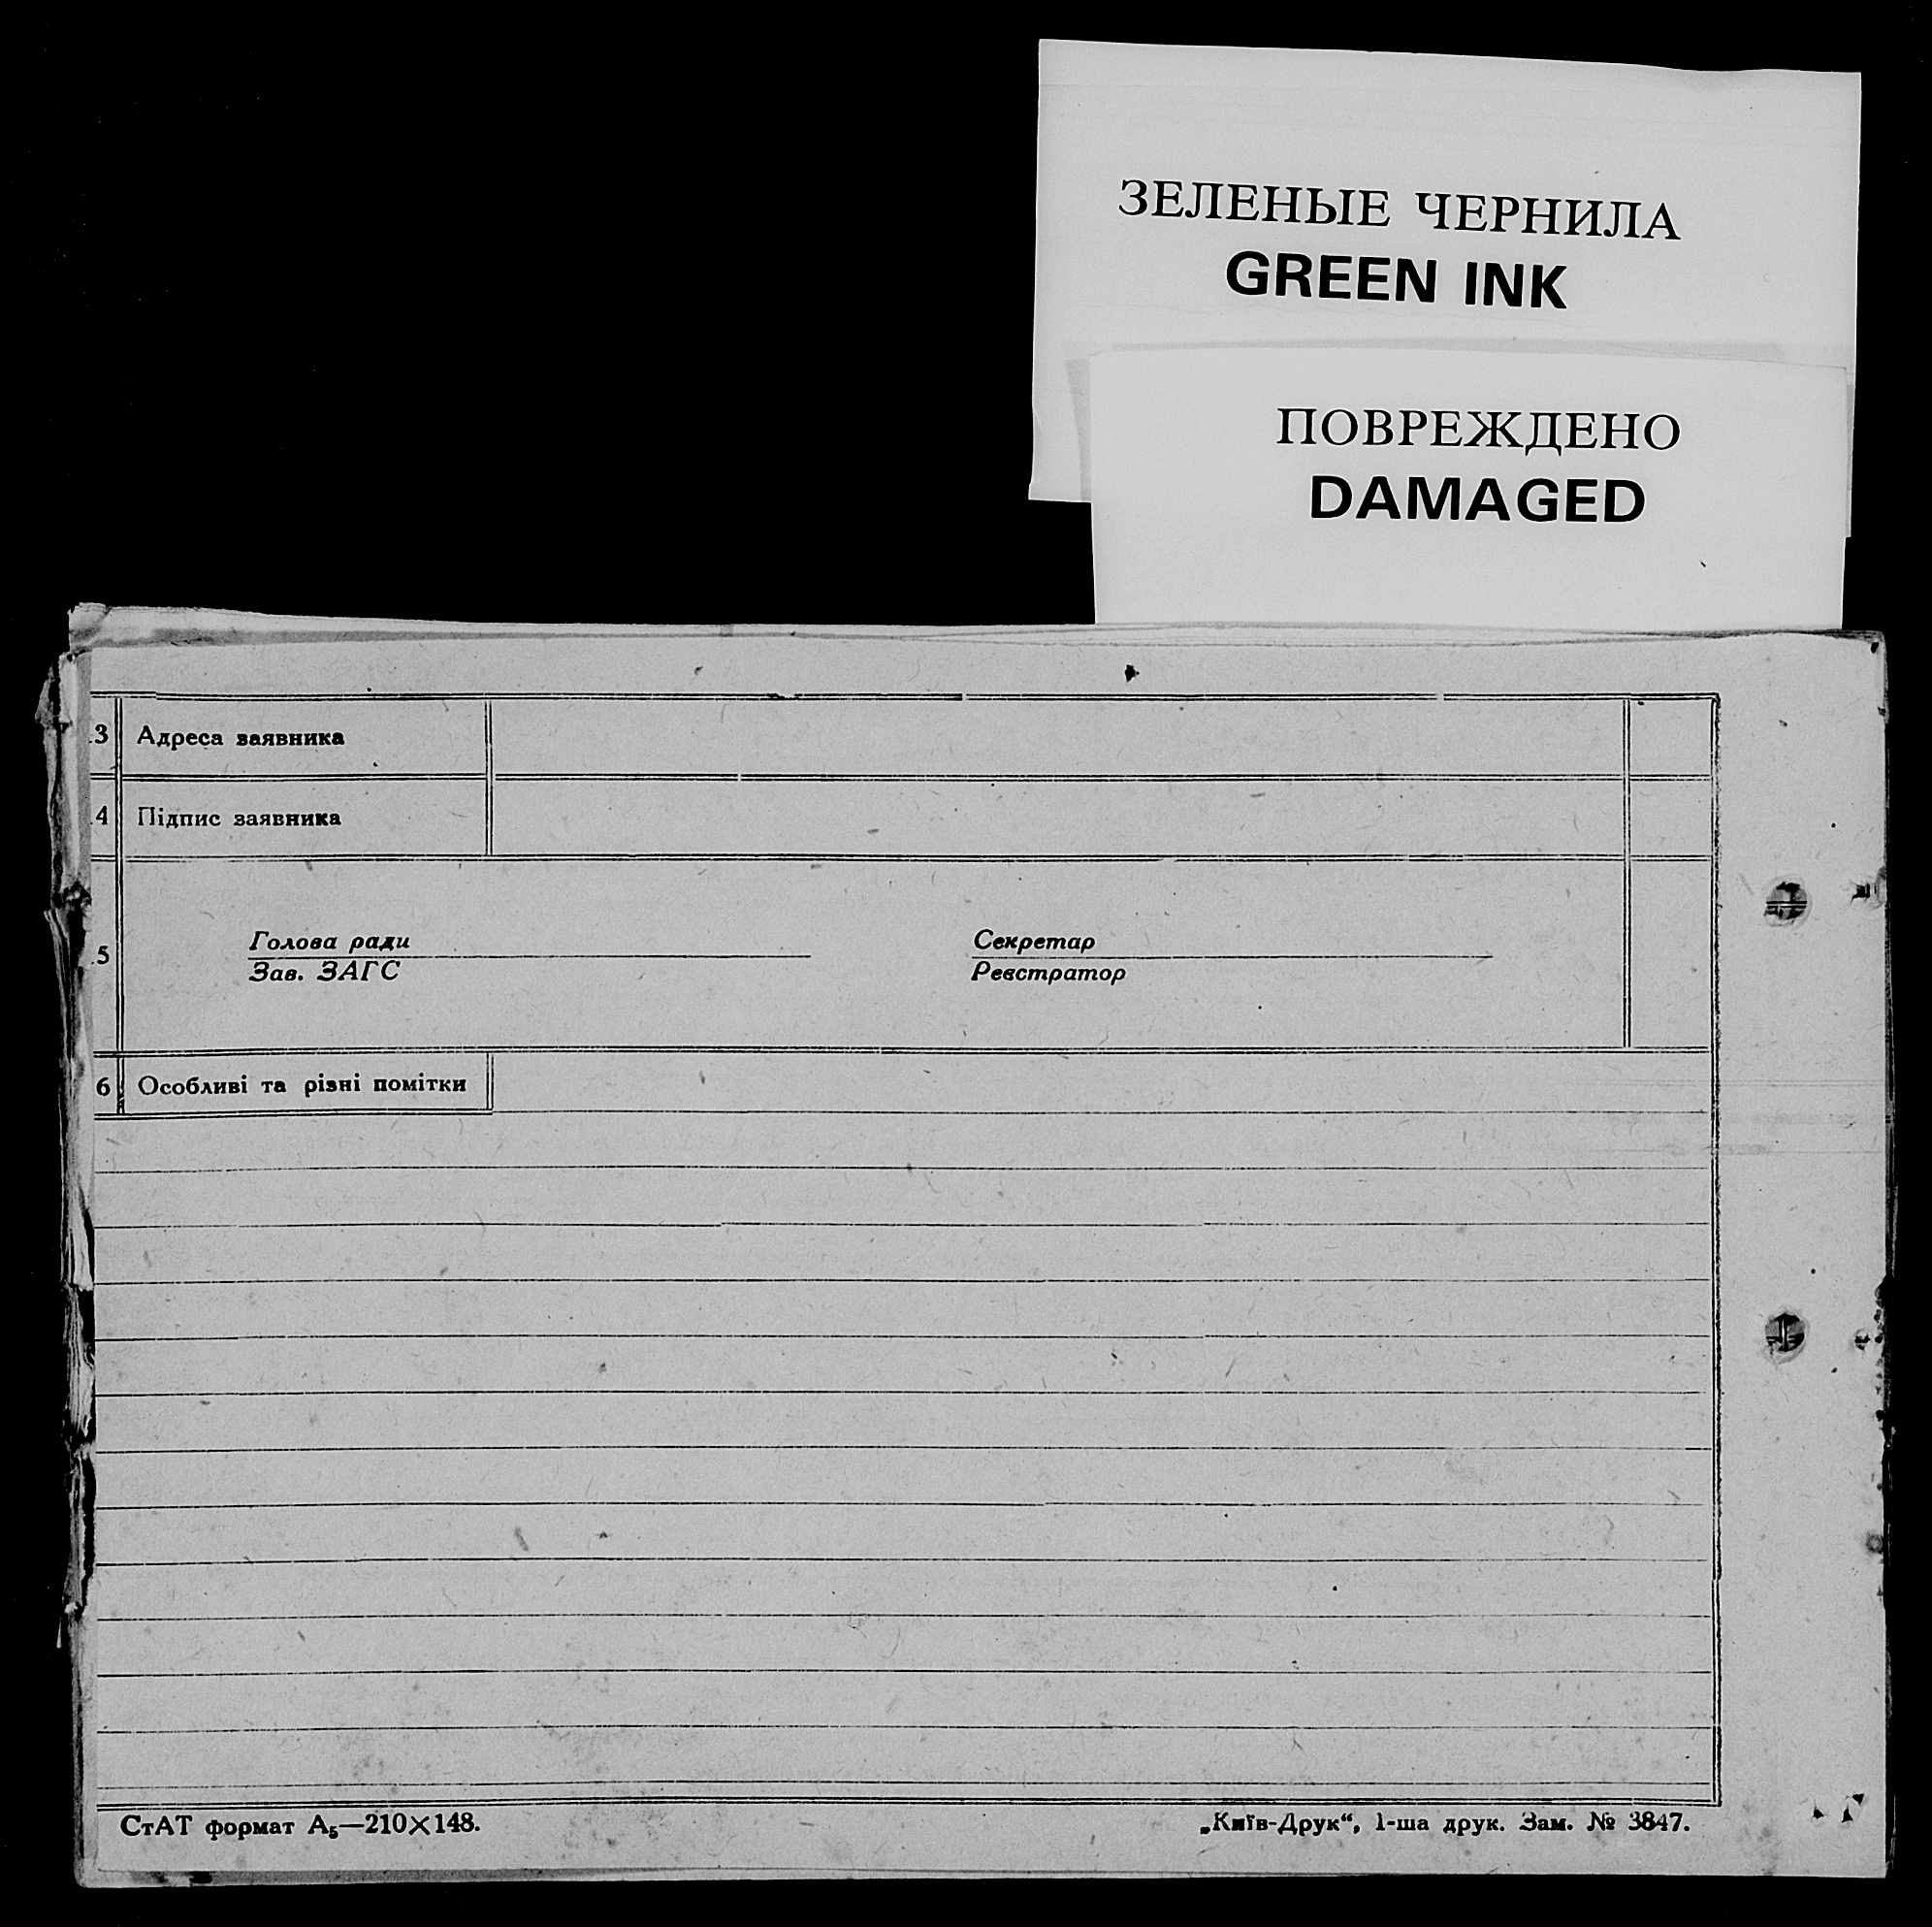 ЗЕЛЕНЫЕ ЧЕРНИЛА
GREEN INK
ПОВРЕЖДЕНО
DAMAGED
3 Адреса заявника
4 Підпис заявника
5
Голова ради
Зав. ЗАГС
Секретар
Реєстратор
6 Особливі та різні помітки
СтАТ формат А₅—210×148.
„Київ-Друк“, 1-ша друк. Зам. № 3847.